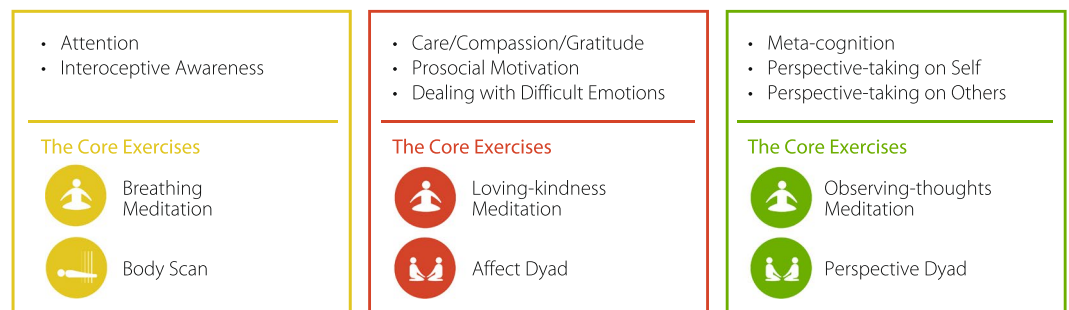 • Attention
• Interoceptive Awareness
The Core Exercises
Breathing
Meditation
Body Scan
• Care/Compassion/Gratitude
• Prosocial Motivation
• Dealing with Difficult Emotions
The Core Exercises
Loving-kindness
Meditation
Affect Dyad
• Meta-cognition
• Perspective-taking on Self
• Perspective-taking on Others
The Core Exercises
Observing-thoughts
Meditation
Perspective Dyad